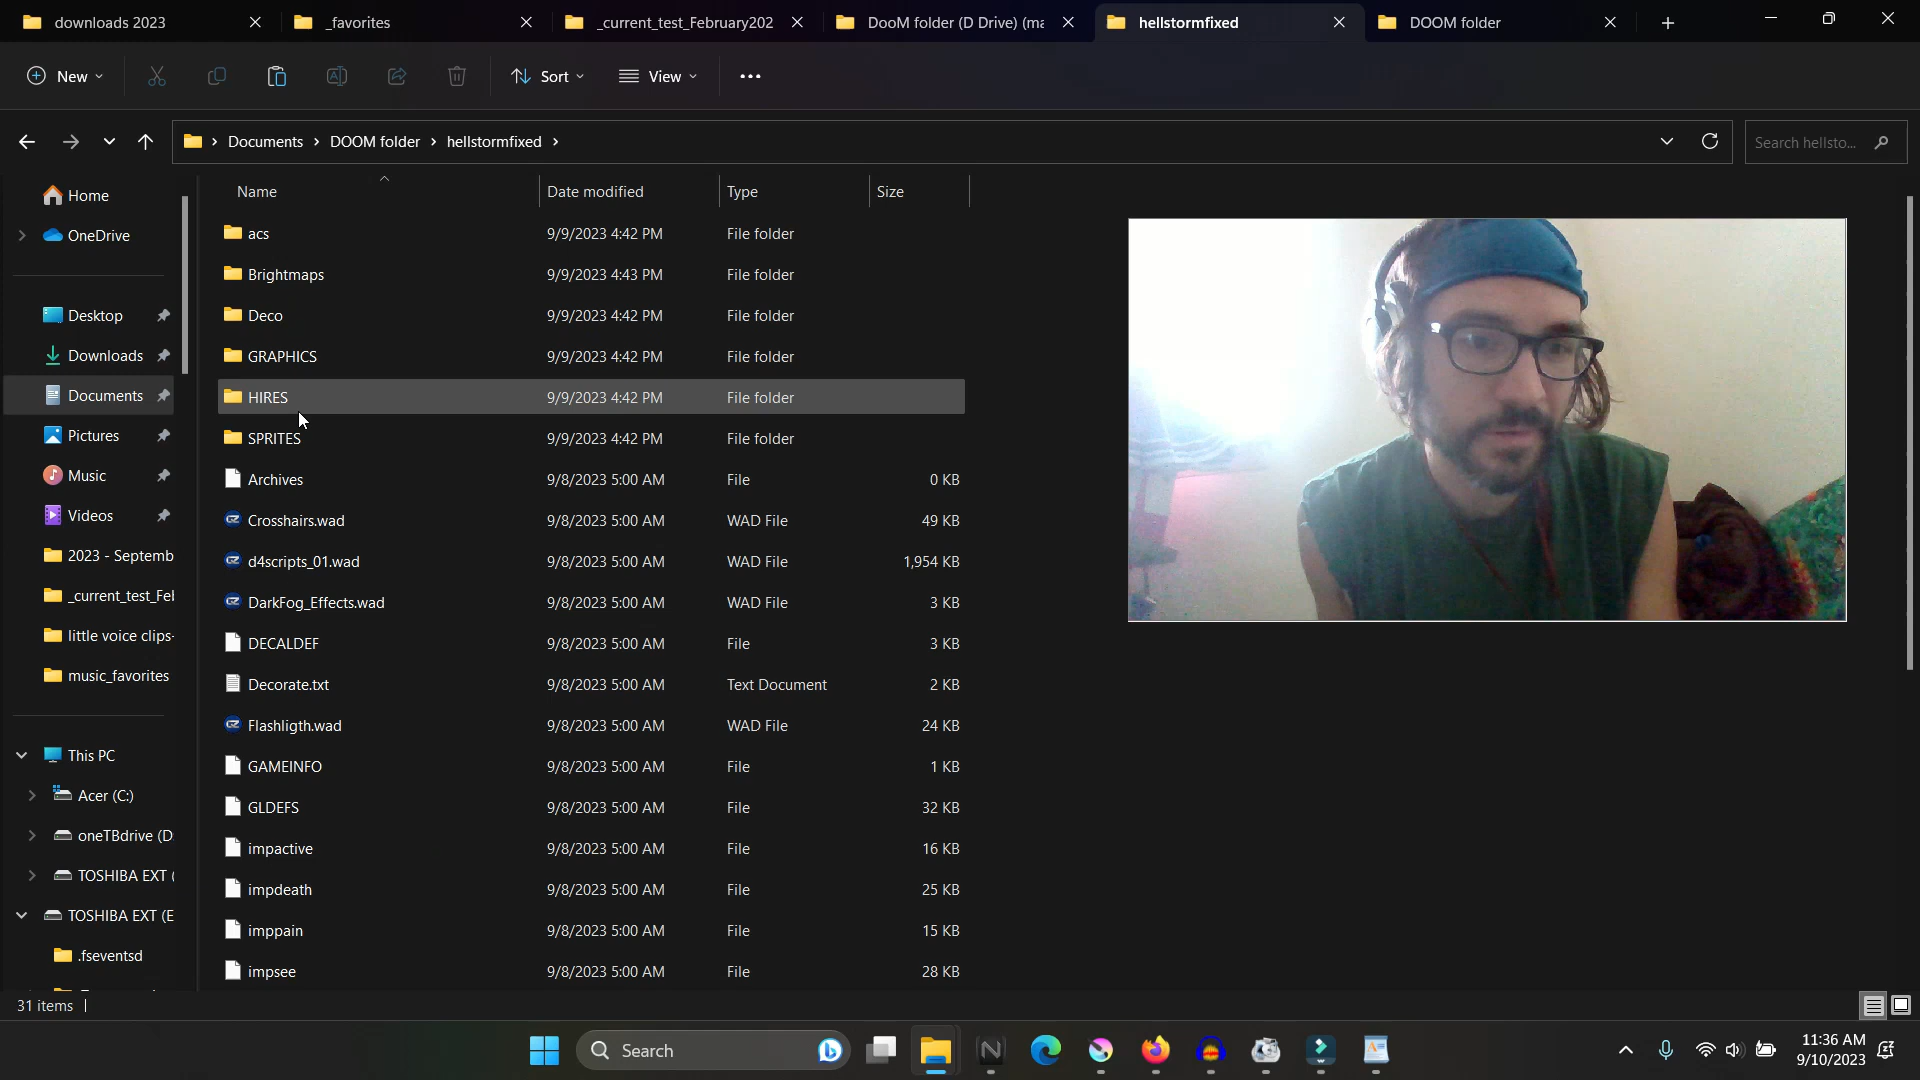 downloads 2023
_favorites
_current_test_February202
DooM folder (D Drive) (ma
hellstormfixed
DOOM folder
New
Sort
View
Documents > DOOM folder > hellstormfixed >
Search hellsto...
Name Date modified Type Size
Home
OneDrive
Desktop
Downloads
Documents
Pictures
Music
Videos
2023 - Septemb
_current_test_Fel
little voice clips-
music_favorites
This PC
Acer (C:)
oneTBdrive (D:
TOSHIBA EXT (
TOSHIBA EXT (E
.fseventsd
acs 9/9/2023 4:42 PM File folder
Brightmaps 9/9/2023 4:43 PM File folder
Deco 9/9/2023 4:42 PM File folder
GRAPHICS 9/9/2023 4:42 PM File folder
HIRES 9/9/2023 4:42 PM File folder
SPRITES 9/9/2023 4:42 PM File folder
Archives 9/8/2023 5:00 AM File 0 KB
Crosshairs.wad 9/8/2023 5:00 AM WAD File 49 KB
d4scripts_01.wad 9/8/2023 5:00 AM WAD File 1,954 KB
DarkFog_Effects.wad 9/8/2023 5:00 AM WAD File 3 KB
DECALDEF 9/8/2023 5:00 AM File 3 KB
Decorate.txt 9/8/2023 5:00 AM Text Document 2 KB
Flashligth.wad 9/8/2023 5:00 AM WAD File 24 KB
GAMEINFO 9/8/2023 5:00 AM File 1 KB
GLDEFS 9/8/2023 5:00 AM File 32 KB
impactive 9/8/2023 5:00 AM File 16 KB
impdeath 9/8/2023 5:00 AM File 25 KB
imppain 9/8/2023 5:00 AM File 15 KB
impsee 9/8/2023 5:00 AM File 28 KB
31 items
Search
11:36 AM
9/10/2023